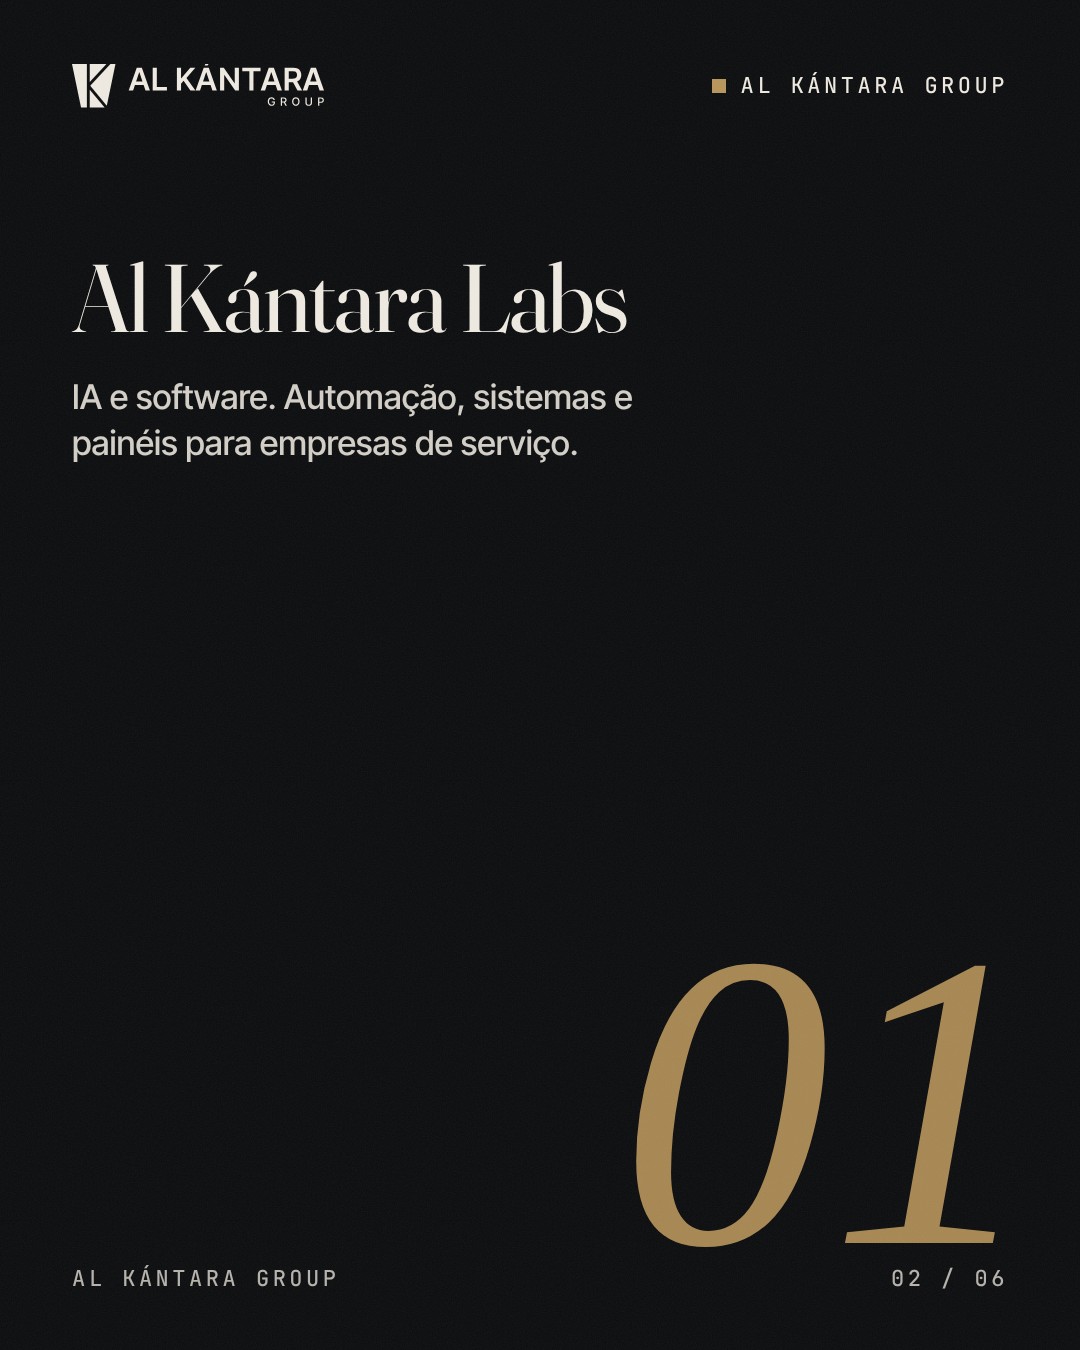 AL KÁNTARA
GROUP
AL KÁNTARA GROUP
Al Kántara Labs
IA e software. Automação, sistemas e
painéis para empresas de serviço.
01
AL KÁNTARA GROUP
02 / 06